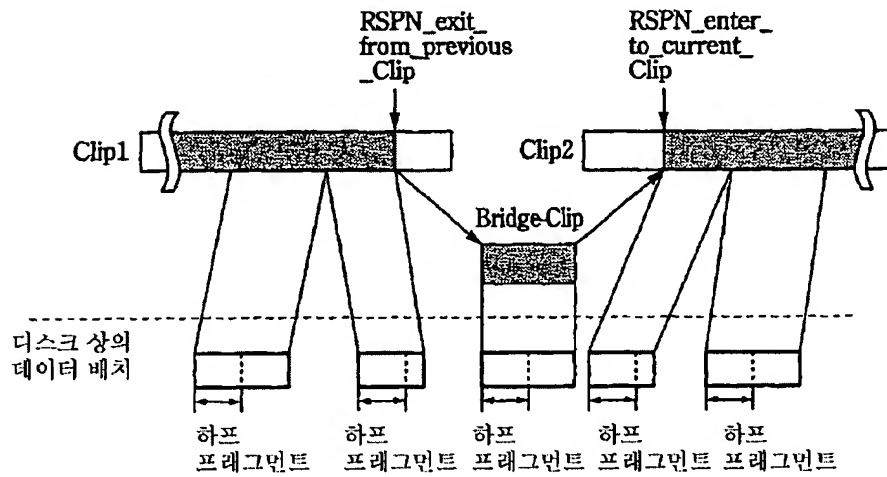 RSPN_exit_
from_previous
_Clip
RSPN_enter_
to_current_
Clip
Clip1
Clip2
Bridge-Clip
디스크 상의
데이터 배치
하프
프래그먼트
하프
프래그먼트
하프
프래그먼트
하프
프래그먼트
하프
프래그먼트